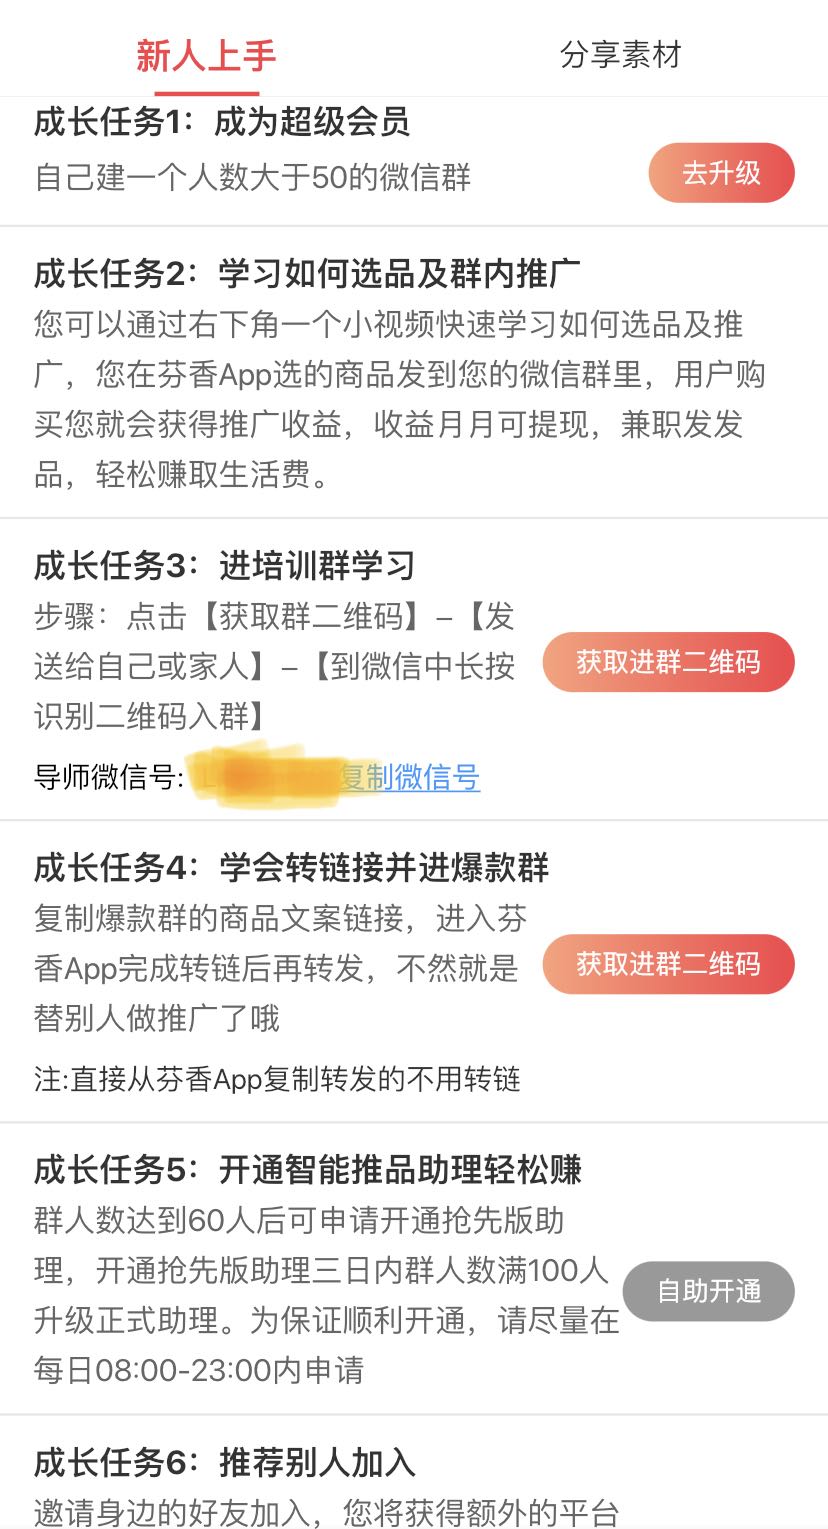 新人上手
分享素材
成长任务1：成为超级会员
自己建一个人数大于50的微信群
去升级
成长任务2：学习如何选品及群内推广
您可以通过右下角一个小视频快速学习如何选品及推
广，您在芬香App选的商品发到您的微信群里，用户购
买您就会获得推广收益，收益月月可提现，兼职发发
品，轻松赚取生活费。
成长任务3：进培训群学习
步骤：点击【获取群二维码】–【发
送给自己或家人】–【到微信中长按
识别二维码入群】
获取进群二维码
导师微信号: 复制微信号
成长任务4：学会转链接并进爆款群
复制爆款群的商品文案链接，进入芬
香App完成转链后再转发，不然就是
替别人做推广了哦
获取进群二维码
注:直接从芬香App复制转发的不用转链
成长任务5：开通智能推品助理轻松赚
群人数达到60人后可申请开通抢先版助
理，开通抢先版助理三日内群人数满100人
升级正式助理。为保证顺利开通，请尽量在
每日08:00-23:00内申请
自助开通
成长任务6：推荐别人加入
邀请身边的好友加入，您将获得额外的平台